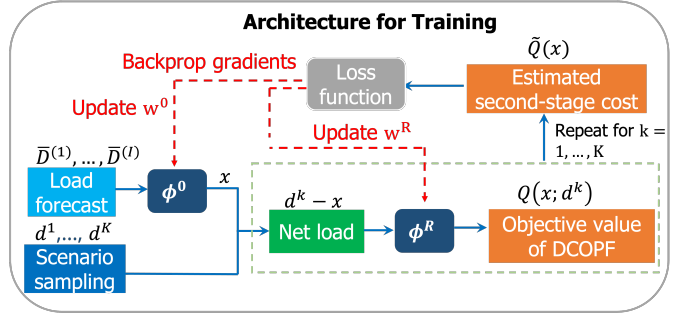 Architecture for Training
Backprop gradients
Loss
function
Q̃(x)
Estimated
second-stage cost
Update w⁰
Update wᴿ
Repeat for k =
1, …, K
D̅⁽¹⁾, …, D̅⁽ᴵ⁾
Load
forecast
ϕ⁰
x
d¹,…, dᴷ
Scenario
sampling
dᵏ − x
Net load
ϕᴿ
Q(x; dᵏ)
Objective value
of DCOPF